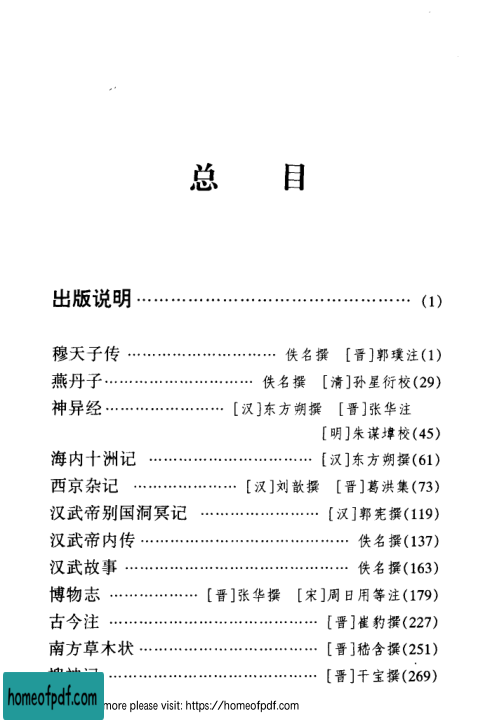 总 目
出版说明………………………………………… (1)
穆天子传 ………………………… 佚名撰 [晋]郭璞注(1)
燕丹子………………………… 佚名撰 [清]孙星衍校(29)
神异经…………………… [汉]东方朔撰 [晋]张华注
[明]朱谋㙔校(45)
海内十洲记 ………………………… [汉]东方朔撰(61)
西京杂记 ………………… [汉]刘歆撰 [晋]葛洪集(73)
汉武帝别国洞冥记 …………………… [汉]郭宪撰(119)
汉武帝内传 …………………………………… 佚名撰(137)
汉武故事 ……………………………………… 佚名撰(163)
博物志 ……………… [晋]张华撰 [宋]周日用等注(179)
古今注 ……………………………… [晋]崔豹撰(227)
南方草木状 ………………………… [晋]嵇含撰(251)
………………………… [晋]干宝撰(269)
homeofpdf.com
more please visit: https://homeofpdf.com